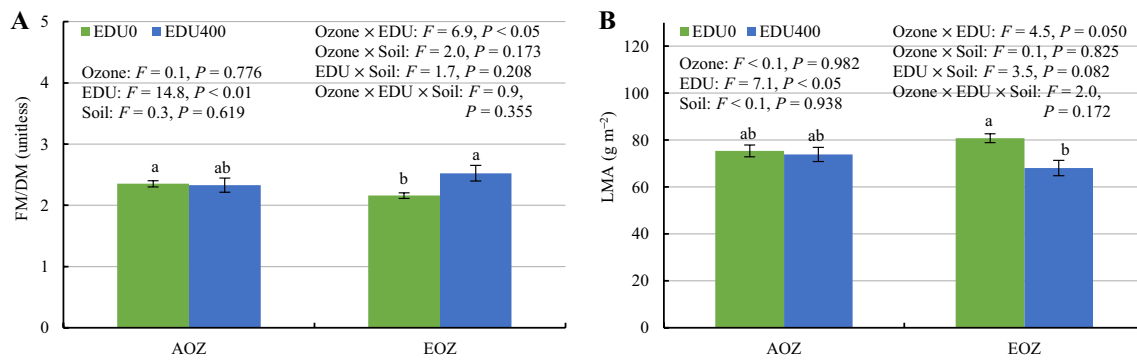 A
EDU0 EDU400
Ozone × EDU: F = 6.9, P < 0.05
Ozone × Soil: F = 2.0, P = 0.173
Ozone: F = 0.1, P = 0.776
EDU × Soil: F = 1.7, P = 0.208
EDU: F = 14.8, P < 0.01
Ozone × EDU × Soil: F = 0.9,
Soil: F = 0.3, P = 0.619
P = 0.355
FM/DM (unitless)
5
4
3
2
1
0
a
ab
b
a
AOZ
EOZ
B
EDU0 EDU400
Ozone × EDU: F = 4.5, P = 0.050
Ozone × Soil: F = 0.1, P = 0.825
Ozone: F < 0.1, P = 0.982
EDU × Soil: F = 3.5, P = 0.082
EDU: F = 7.1, P < 0.05
Ozone × EDU × Soil: F = 2.0,
Soil: F < 0.1, P = 0.938
P = 0.172
LMA (g m−2)
120
100
80
60
40
20
0
ab
ab
a
b
AOZ
EOZ